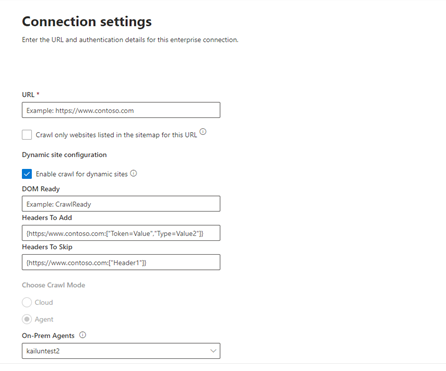 Connection settings
Enter the URL and authentication details for this enterprise connection.
URL *
Example: https://www.contoso.com
Crawl only websites listed in the sitemap for this URL
Dynamic site configuration
Enable crawl for dynamic sites
DOM Ready
Example: CrawlReady
Headers To Add
{https:/www.contoso.com:["Token=Value","Type=Value2"]}
Headers To Skip
{https://www.contoso.com:["Header1"]}
Choose Crawl Mode
Cloud
Agent
On-Prem Agents
kailuntest2